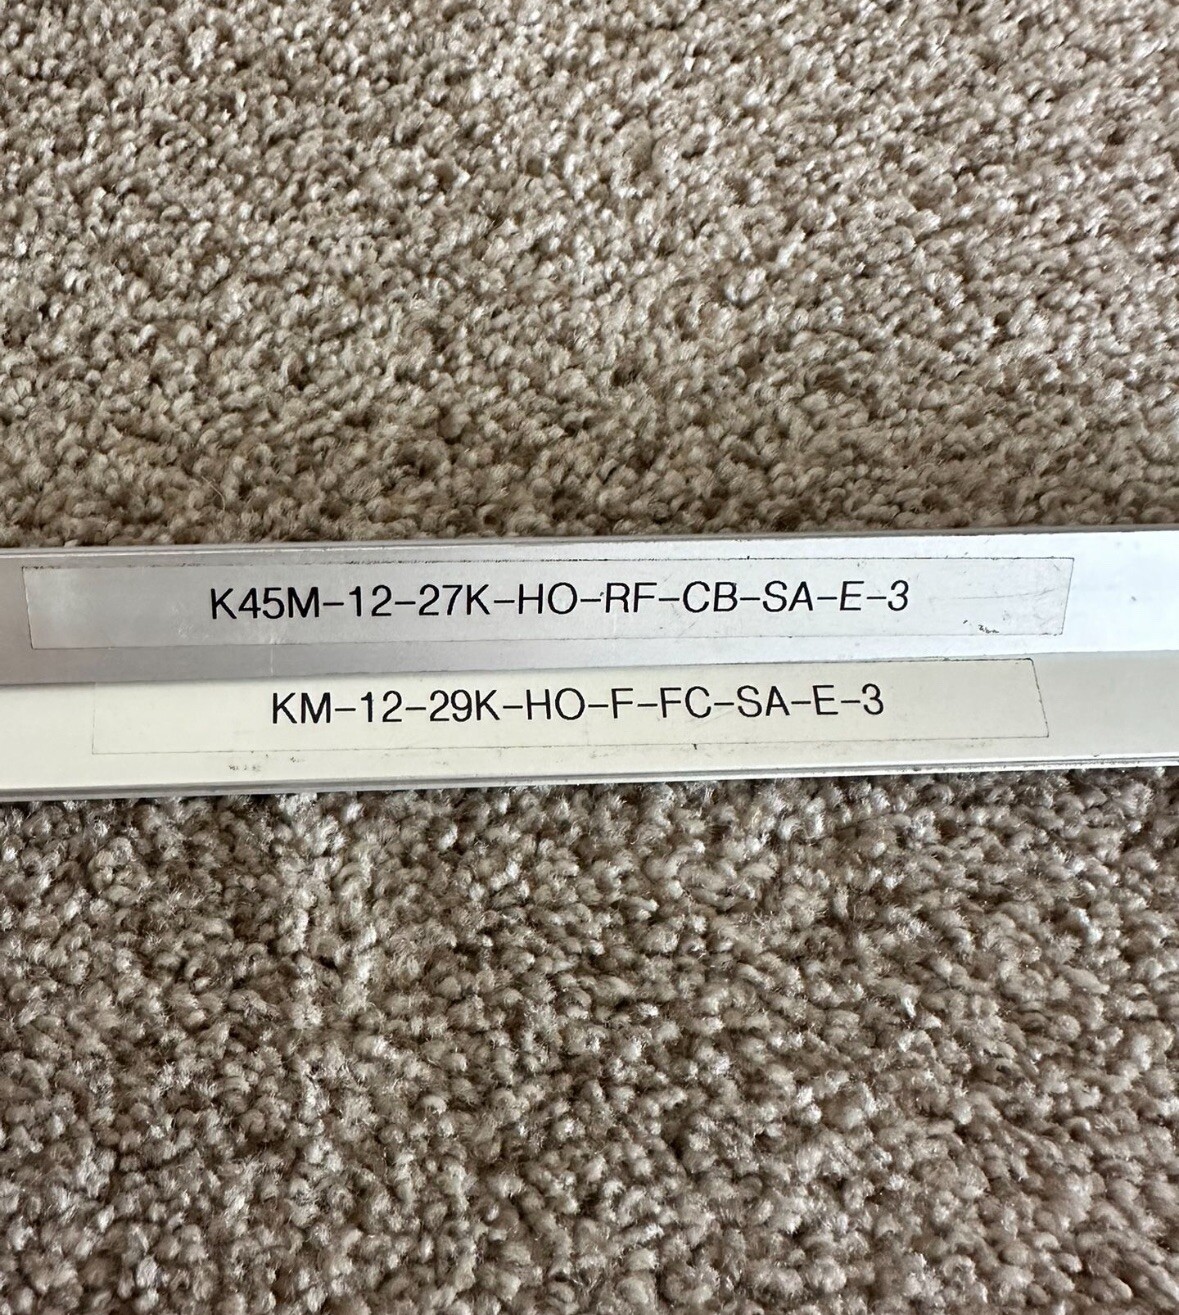 K45M-12-27K-HO-RF-CB-SA-E-3
KM-12-29K-HO-F-FC-SA-E-3